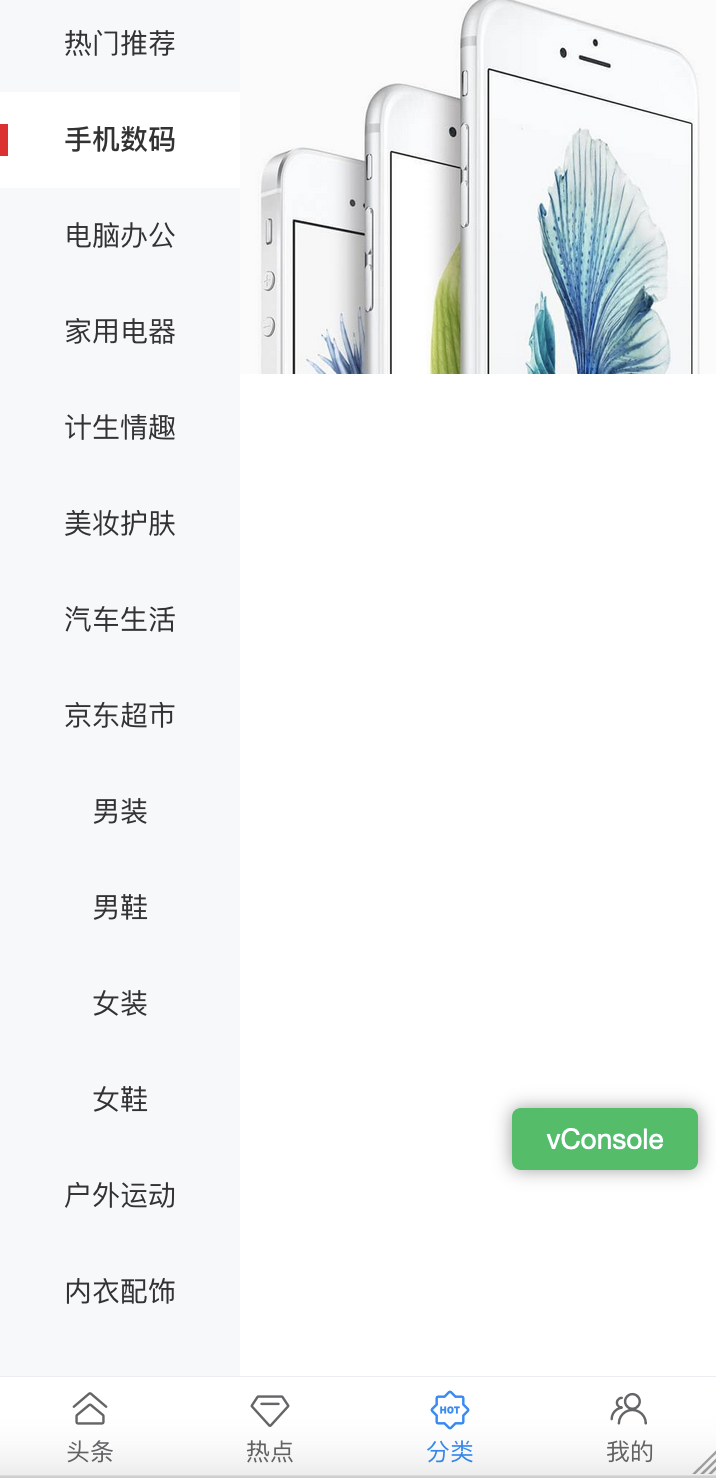 热门推荐
手机数码
电脑办公
家用电器
计生情趣
美妆护肤
汽车生活
京东超市
男装
男鞋
女装
女鞋
户外运动
内衣配饰
vConsole
HOT
头条
热点
分类
我的